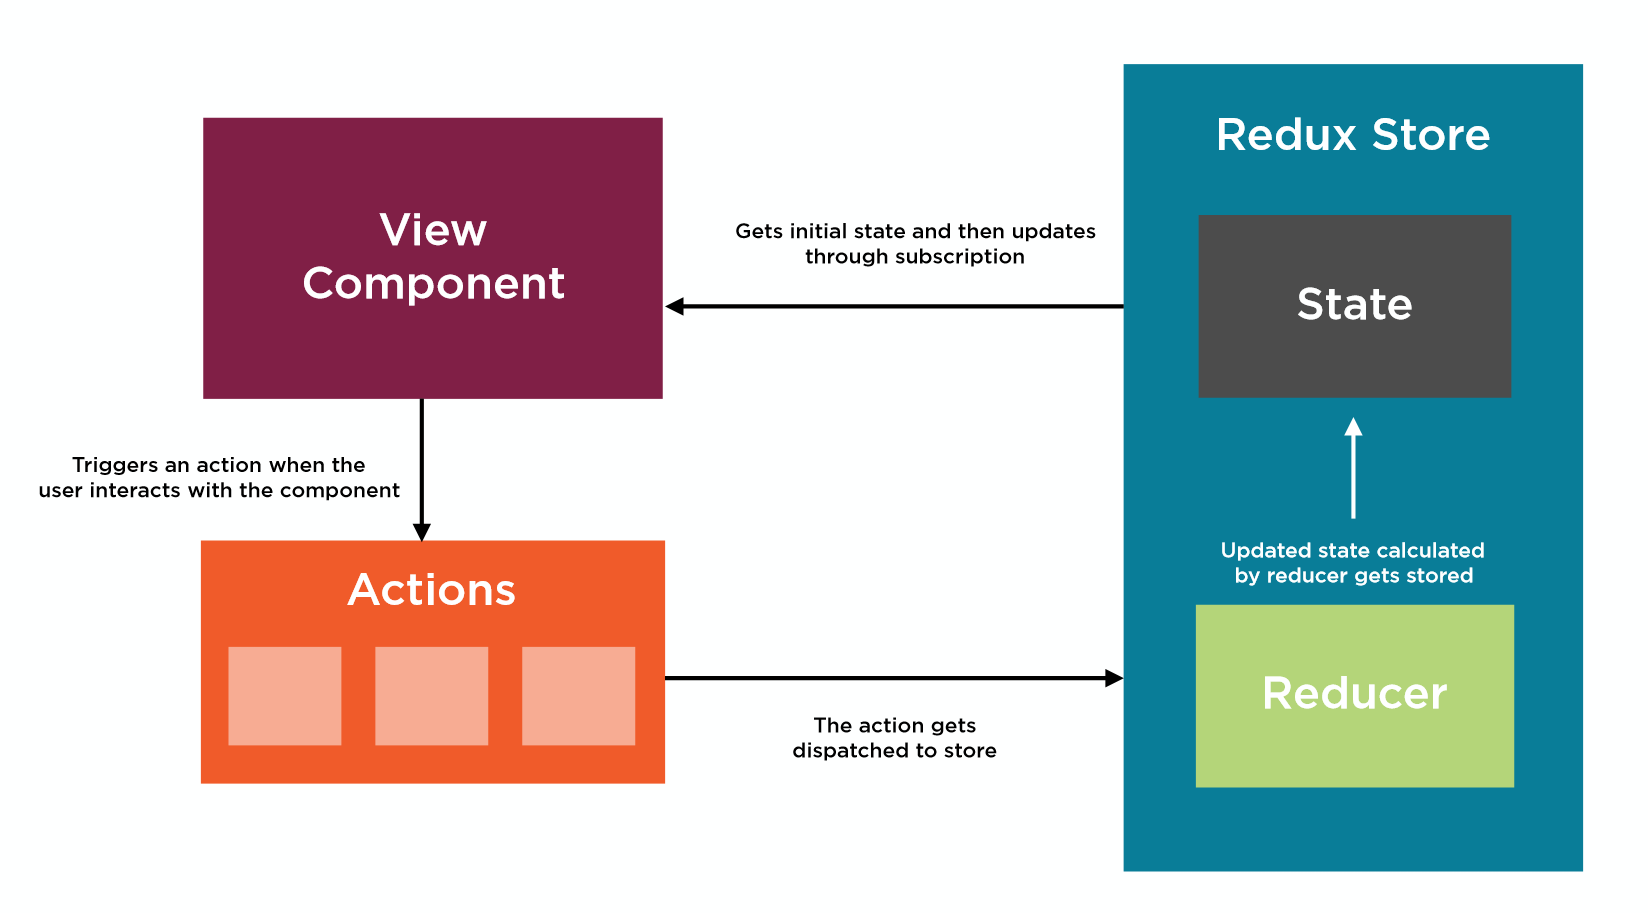 Redux Store
View
Component
Gets initial state and then updates
through subscription
State
Triggers an action when the
user interacts with the component
Updated state calculated
by reducer gets stored
Actions
Reducer
The action gets
dispatched to store